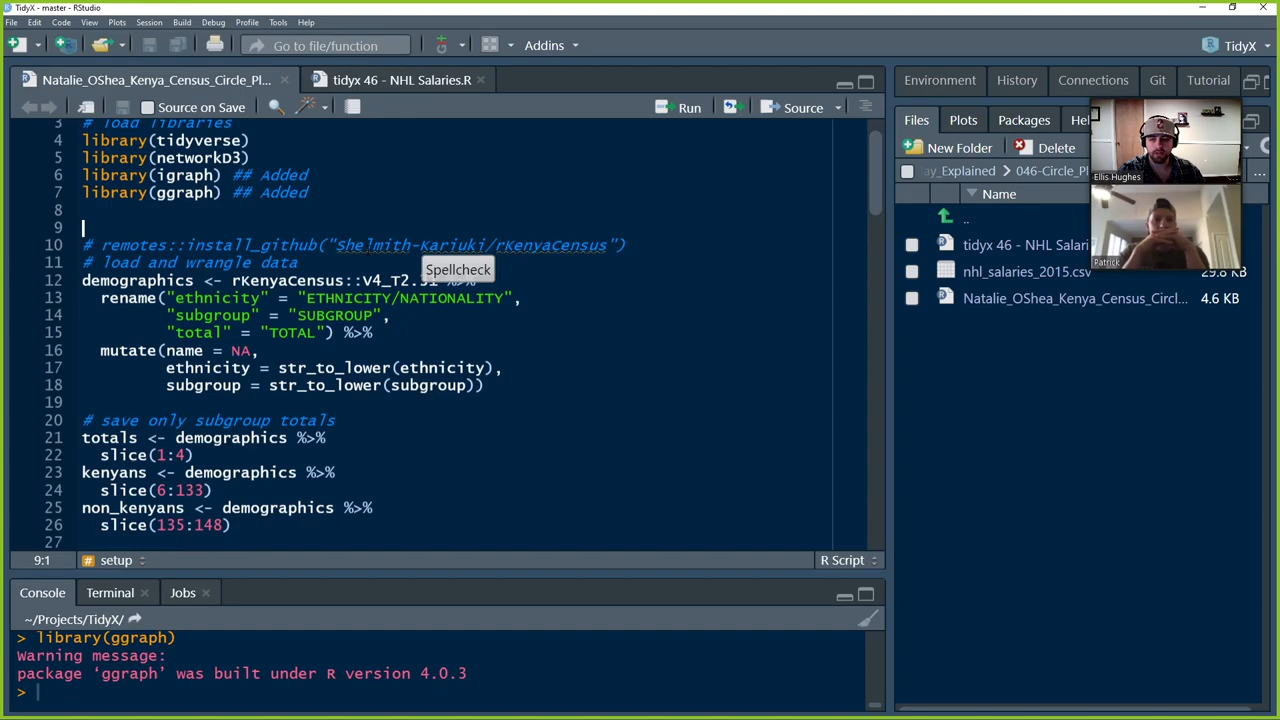 TidyX - master - RStudio
File Edit Code View Plots Session Build Debug Profile Tools Help
Go to file/function Addins TidyX
Natalie_OShea_Kenya_Census_Circle_Pl... tidyx 46 - NHL Salaries.R
Source on Save Run Source
3 # load libraries
4 library(tidyverse)
5 library(networkD3)
6 library(igraph) ## Added
7 library(ggraph) ## Added
8
9
10 # remotes::install_github("Shelmith-Kariuki/rKenyaCensus")
11 # load and wrangle data
Spellcheck
12 demographics <- rKenyaCensus::V4_T2.31 %>%
13 rename("ethnicity" = "ETHNICITY/NATIONALITY",
14 "subgroup" = "SUBGROUP",
15 "total" = "TOTAL") %>%
16 mutate(name = NA,
17 ethnicity = str_to_lower(ethnicity),
18 subgroup = str_to_lower(subgroup))
19
20 # save only subgroup totals
21 totals <- demographics %>%
22 slice(1:4)
23 kenyans <- demographics %>%
24 slice(6:133)
25 non_kenyans <- demographics %>%
26 slice(135:148)
27
9:1 # setup R Script
Console Terminal Jobs
~/Projects/TidyX/
> library(ggraph)
Warning message:
package ‘ggraph’ was built under R version 4.0.3
>
Environment History Connections Git Tutorial
Files Plots Packages Hel
New Folder Delete
ay_Explained 046-Circle_Pl ...
Name
..
tidyx 46 - NHL Salari
nhl_salaries_2015.csv 29.8 KB
Natalie_OShea_Kenya_Census_Circl... 4.6 KB
Ellis Hughes
Patrick